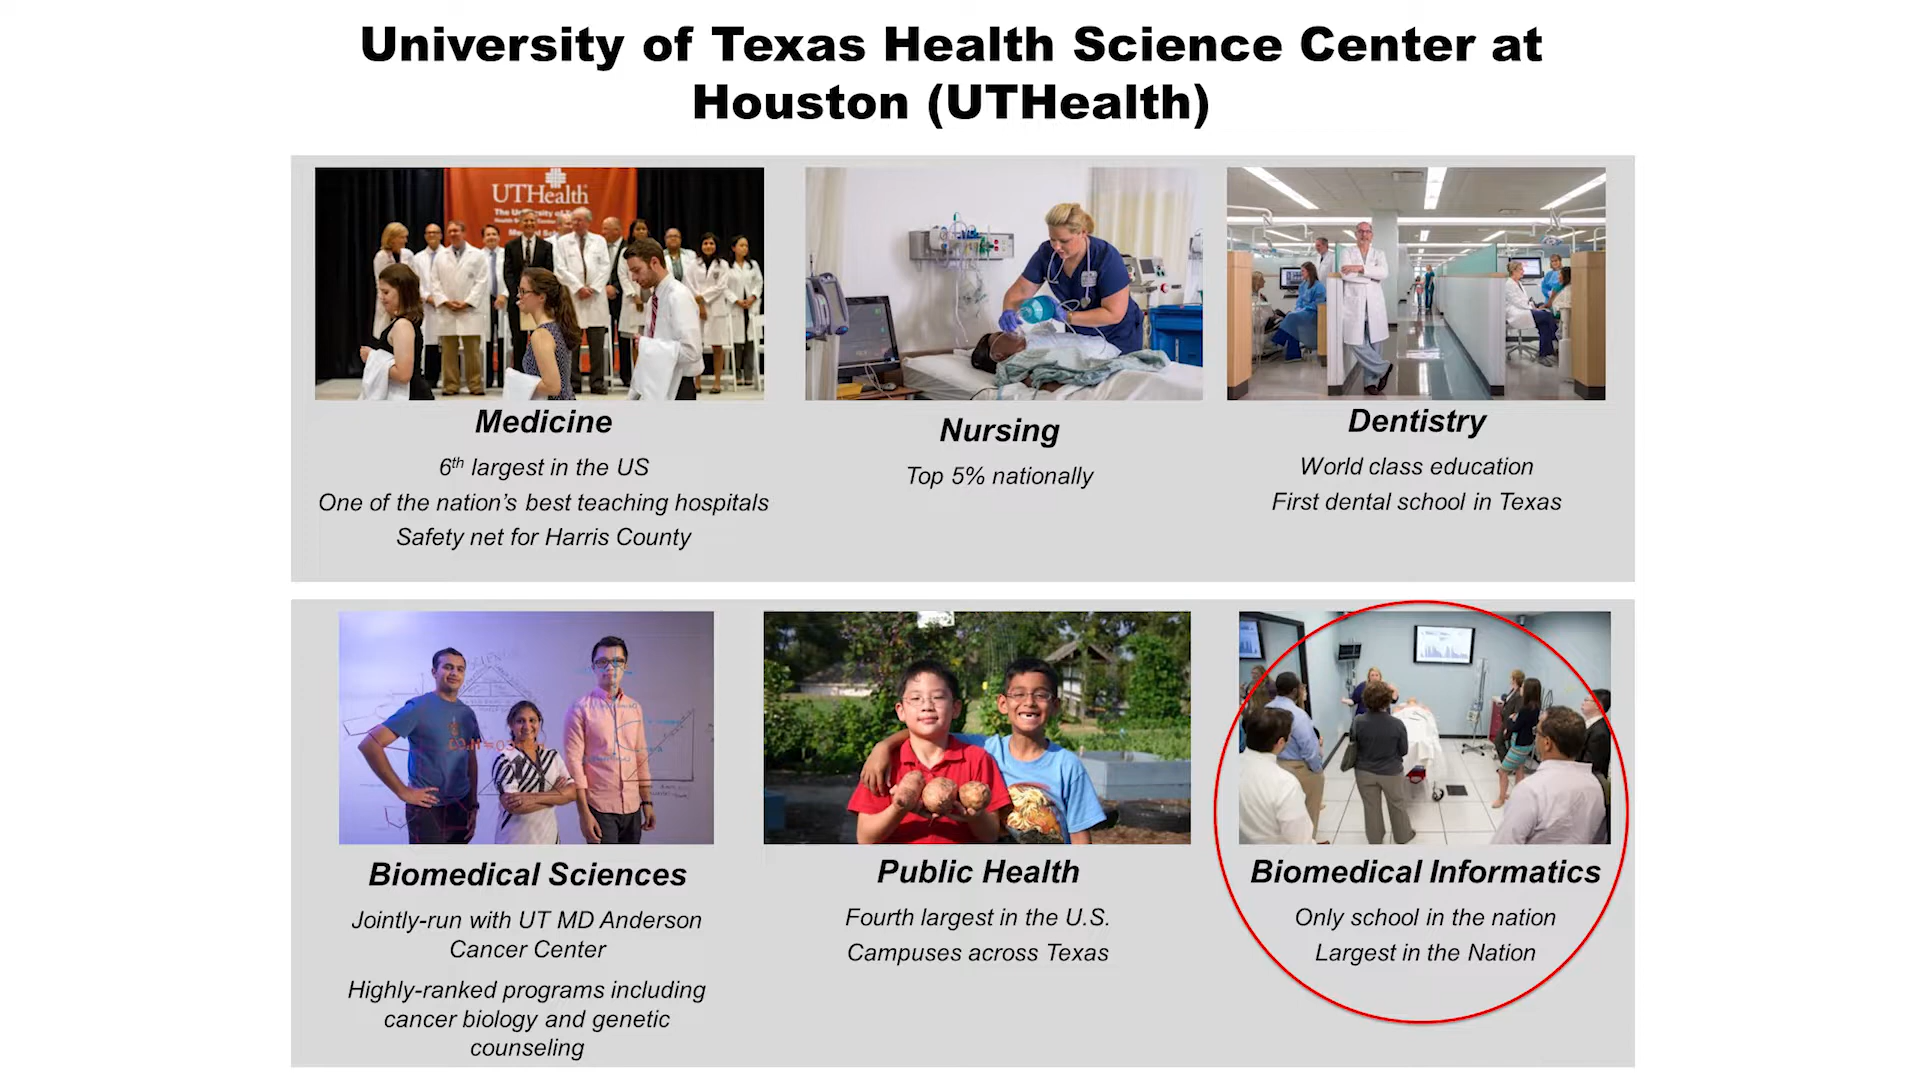 University of Texas Health Science Center at
Houston (UTHealth)
UTHealth
Medicine
6th largest in the US
One of the nation's best teaching hospitals
Safety net for Harris County
Nursing
Top 5% nationally
Dentistry
World class education
First dental school in Texas
Biomedical Sciences
Jointly-run with UT MD Anderson
Cancer Center
Highly-ranked programs including
cancer biology and genetic
counseling
Public Health
Fourth largest in the U.S.
Campuses across Texas
Biomedical Informatics
Only school in the nation
Largest in the Nation